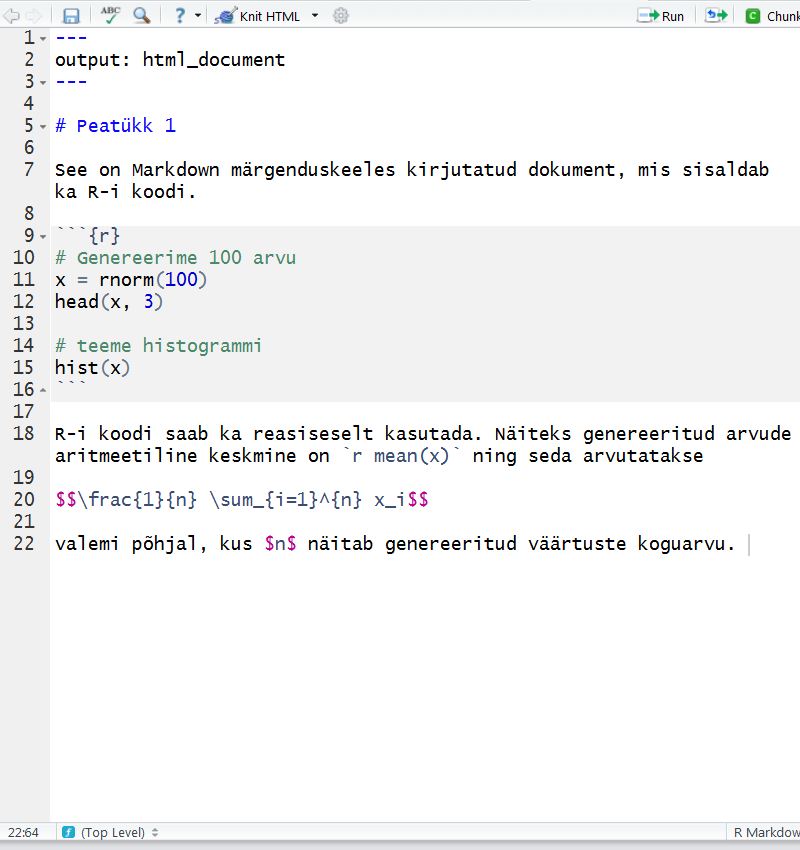 ABC ? Knit HTML Run Chunk
1 ---
2 output: html_document
3 ---
4
5 # Peatükk 1
6
7 See on Markdown märgenduskeeles kirjutatud dokument, mis sisaldab
ka R-i koodi.
8
9 ```{r}
10 # Genereerime 100 arvu
11 x = rnorm(100)
12 head(x, 3)
13
14 # teeme histogrammi
15 hist(x)
16 ```
17
18 R-i koodi saab ka reasiseselt kasutada. Näiteks genereeritud arvude
aritmeetiline keskmine on `r mean(x)` ning seda arvutatakse
19
20 $$\frac{1}{n} \sum_{i=1}^{n} x_i$$
21
22 valemi põhjal, kus $n$ näitab genereeritud väärtuste koguarvu.
22:64 (Top Level) R Markdow